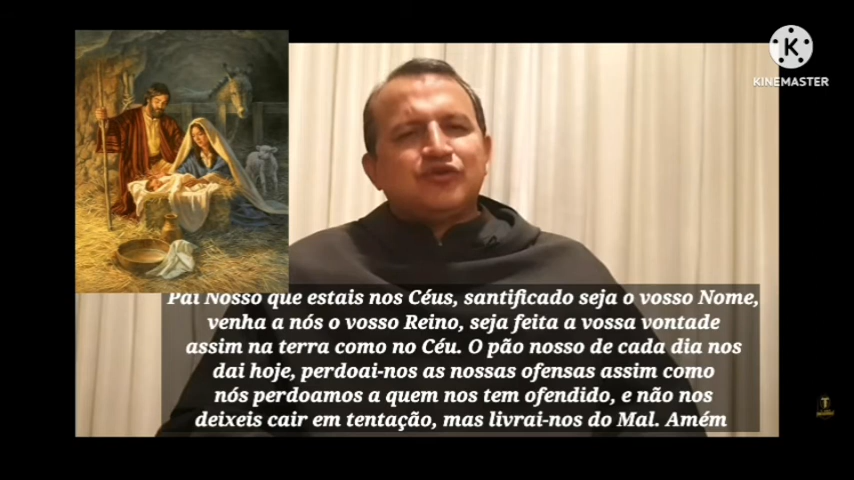 KINEMASTER
Pai Nosso que estais nos Céus, santificado seja o vosso Nome,
venha a nós o vosso Reino, seja feita a vossa vontade
assim na terra como no Céu. O pão nosso de cada dia nos
dai hoje, perdoai-nos as nossas ofensas assim como
nós perdoamos a quem nos tem ofendido, e não nos
deixeis cair em tentação, mas livrai-nos do Mal. Amém